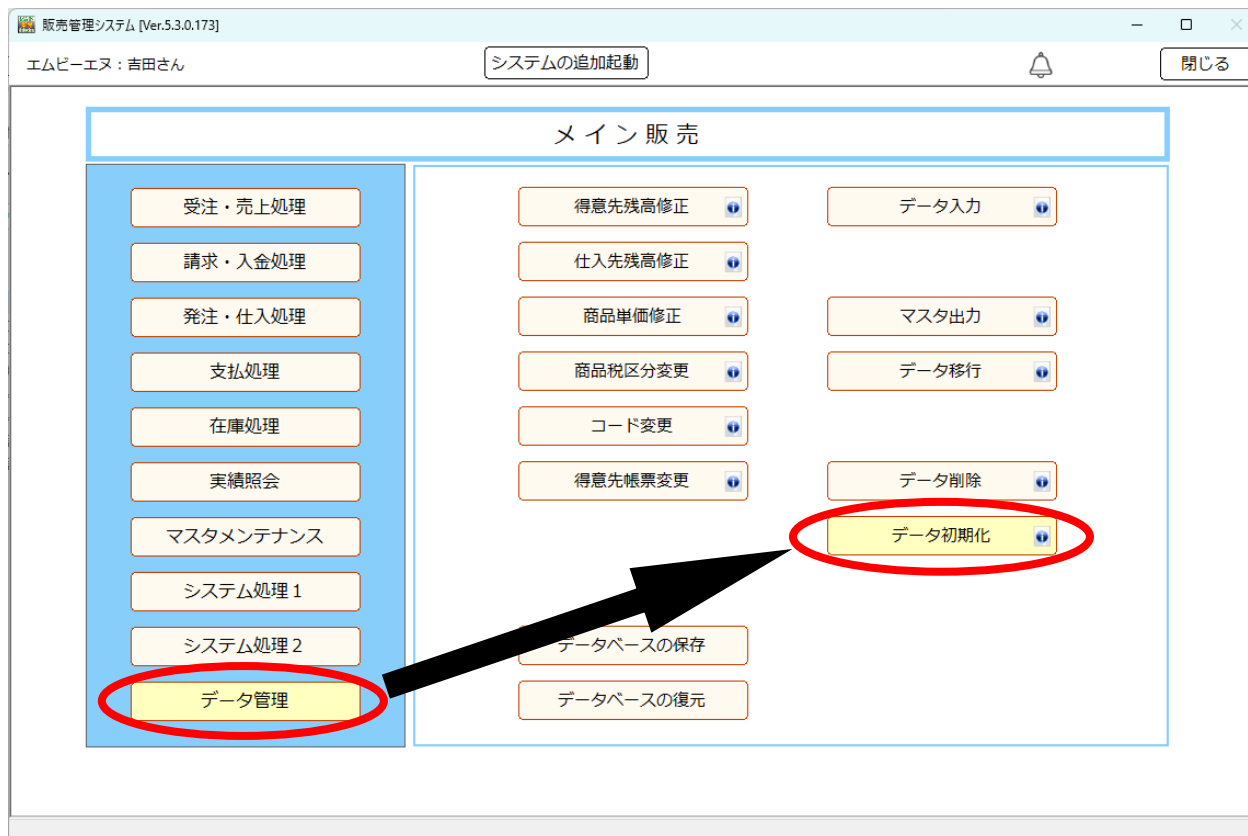 販売管理システム [Ver.5.3.0.173]
エムビーエヌ：吉田さん
システムの追加起動
閉じる
メイン販売
受注・売上処理
請求・入金処理
発注・仕入処理
支払処理
在庫処理
実績照会
マスタメンテナンス
システム処理１
システム処理２
データ管理
得意先残高修正
仕入先残高修正
商品単価修正
商品税区分変更
コード変更
得意先帳票変更
データベースの保存
データベースの復元
データ入力
マスタ出力
データ移行
データ削除
データ初期化